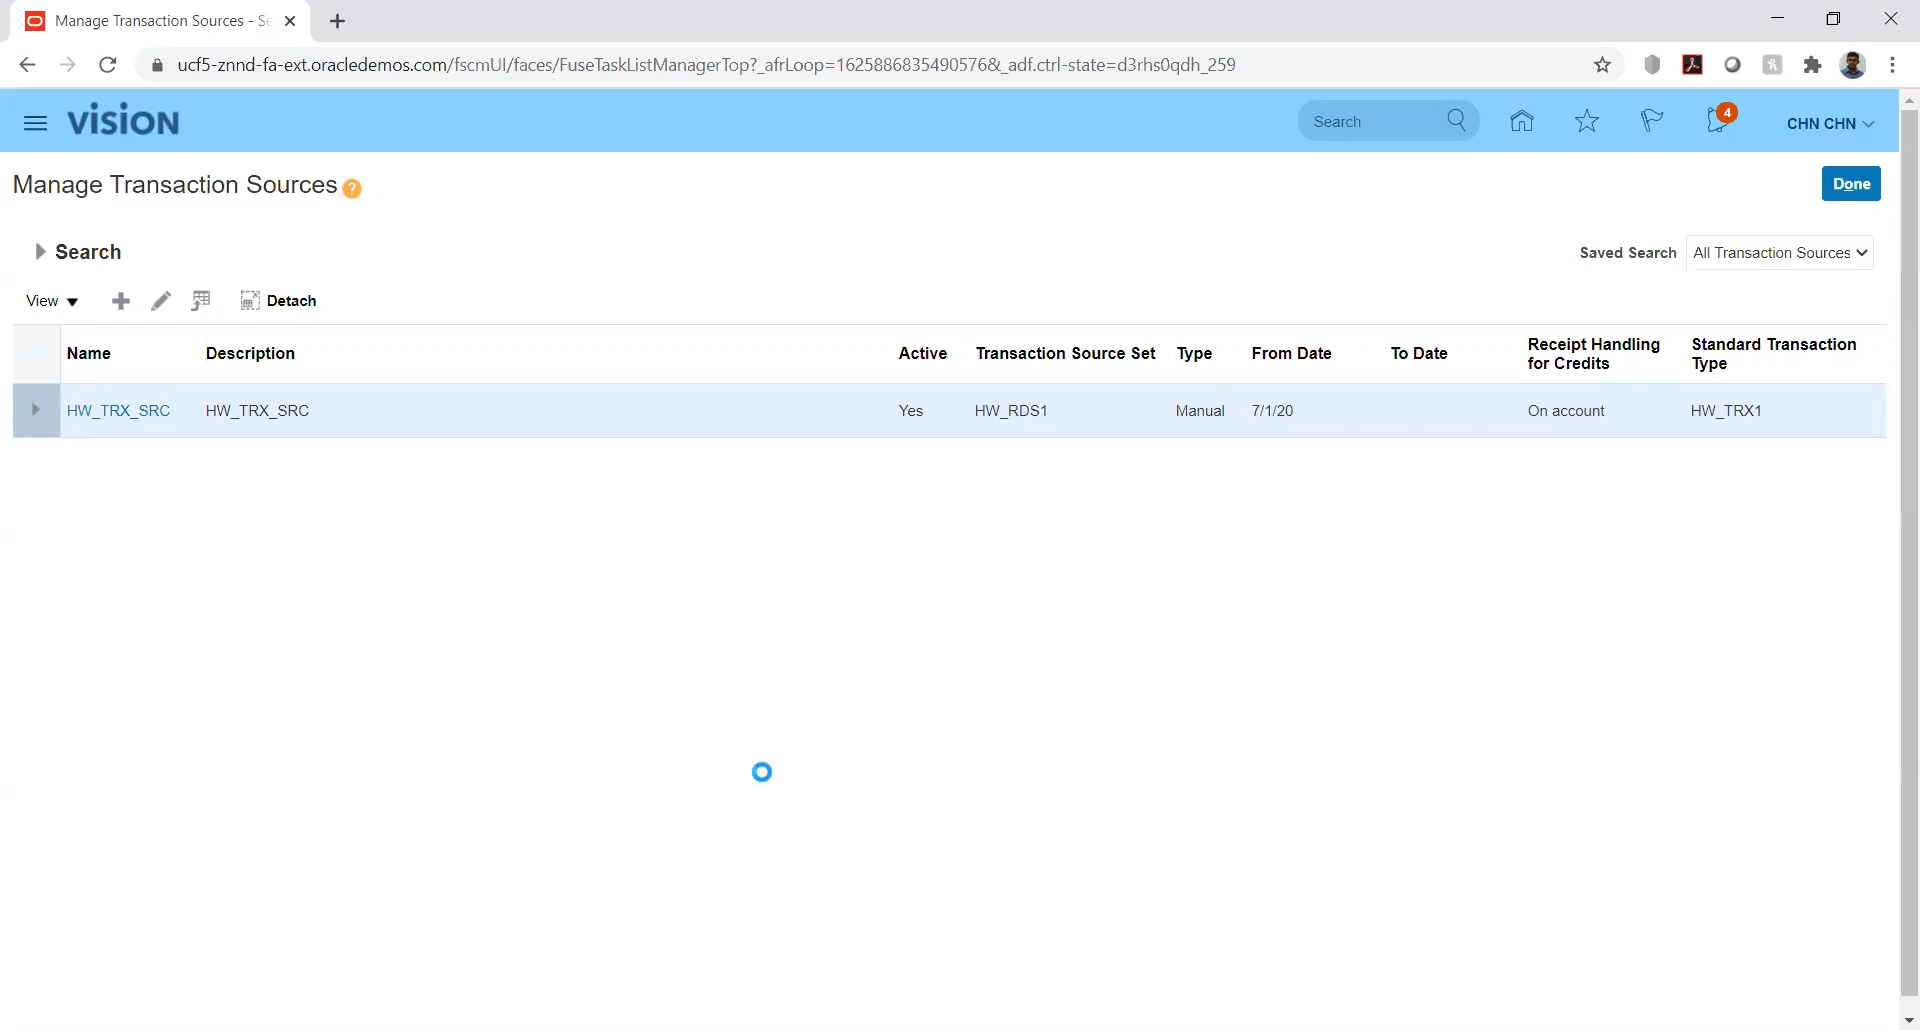 Manage Transaction Sources - Se
ucf5-znnd-fa-ext.oracledemos.com/fscmUI/faces/FuseTaskListManagerTop?_afrLoop=16258868354905768&_adf.ctrl-state=d3rhs0qdh_259
VISION
Search
4
CHN CHN
Manage Transaction Sources ?
Done
Search
Saved Search All Transaction Sources
View
Detach
Name Description Active Transaction Source Set Type From Date To Date Receipt Handling for Credits Standard Transaction Type
HW_TRX_SRC HW_TRX_SRC Yes HW_RDS1 Manual 7/1/20 On account HW_TRX1